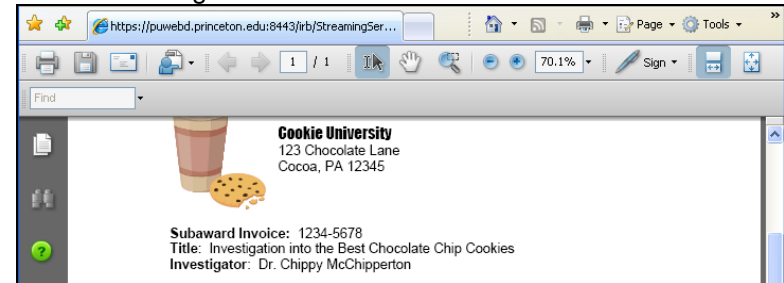 https://puwebd.princeton.edu:8443/irb/StreamingSer...
Page
Tools
»
1 / 1
70.1%
Sign
Find
Cookie University
123 Chocolate Lane
Cocoa, PA 12345
Subaward Invoice: 1234-5678
Title: Investigation into the Best Chocolate Chip Cookies
Investigator: Dr. Chippy McChipperton